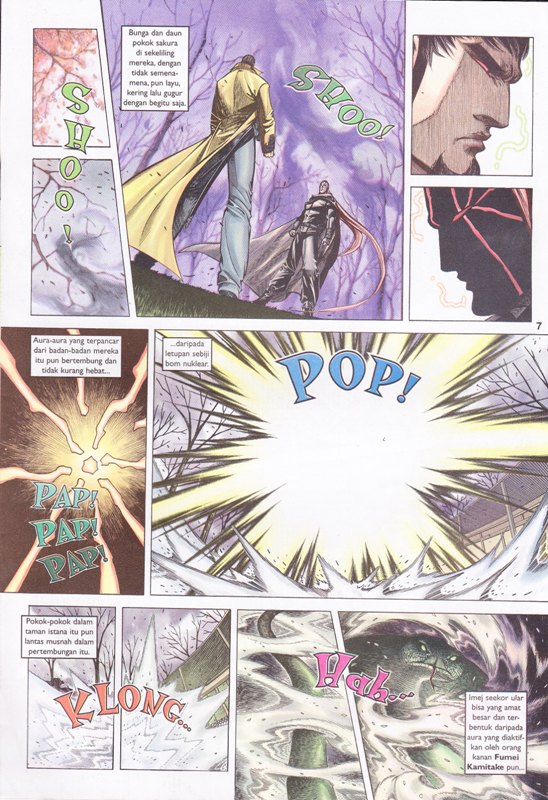 Bunga dan daun
pokok sakura
di sekeliling
mereka, dengan
tidak semena-
mena, pun layu,
kering lalu gugur
dengan begitu saja.
SHOO!
SHOO!
7
Aura-aura yang terpancar
dari badan-badan mereka
itu pun bertembung dan
tidak kurang hebat...
PAP!
PAP!
PAP!
...daripada
letupan sebiji
bom nuklear.
POP!
Pokok-pokok dalam
taman istana itu pun
lantas musnah dalam
pertembungan itu.
KLONG...
Hah...
Imej seekor ular
bisa yang amat
besar dan ter-
bentuk daripada
aura yang diaktif-
kan oleh orang
kanan Fumei
Kamitake pun...